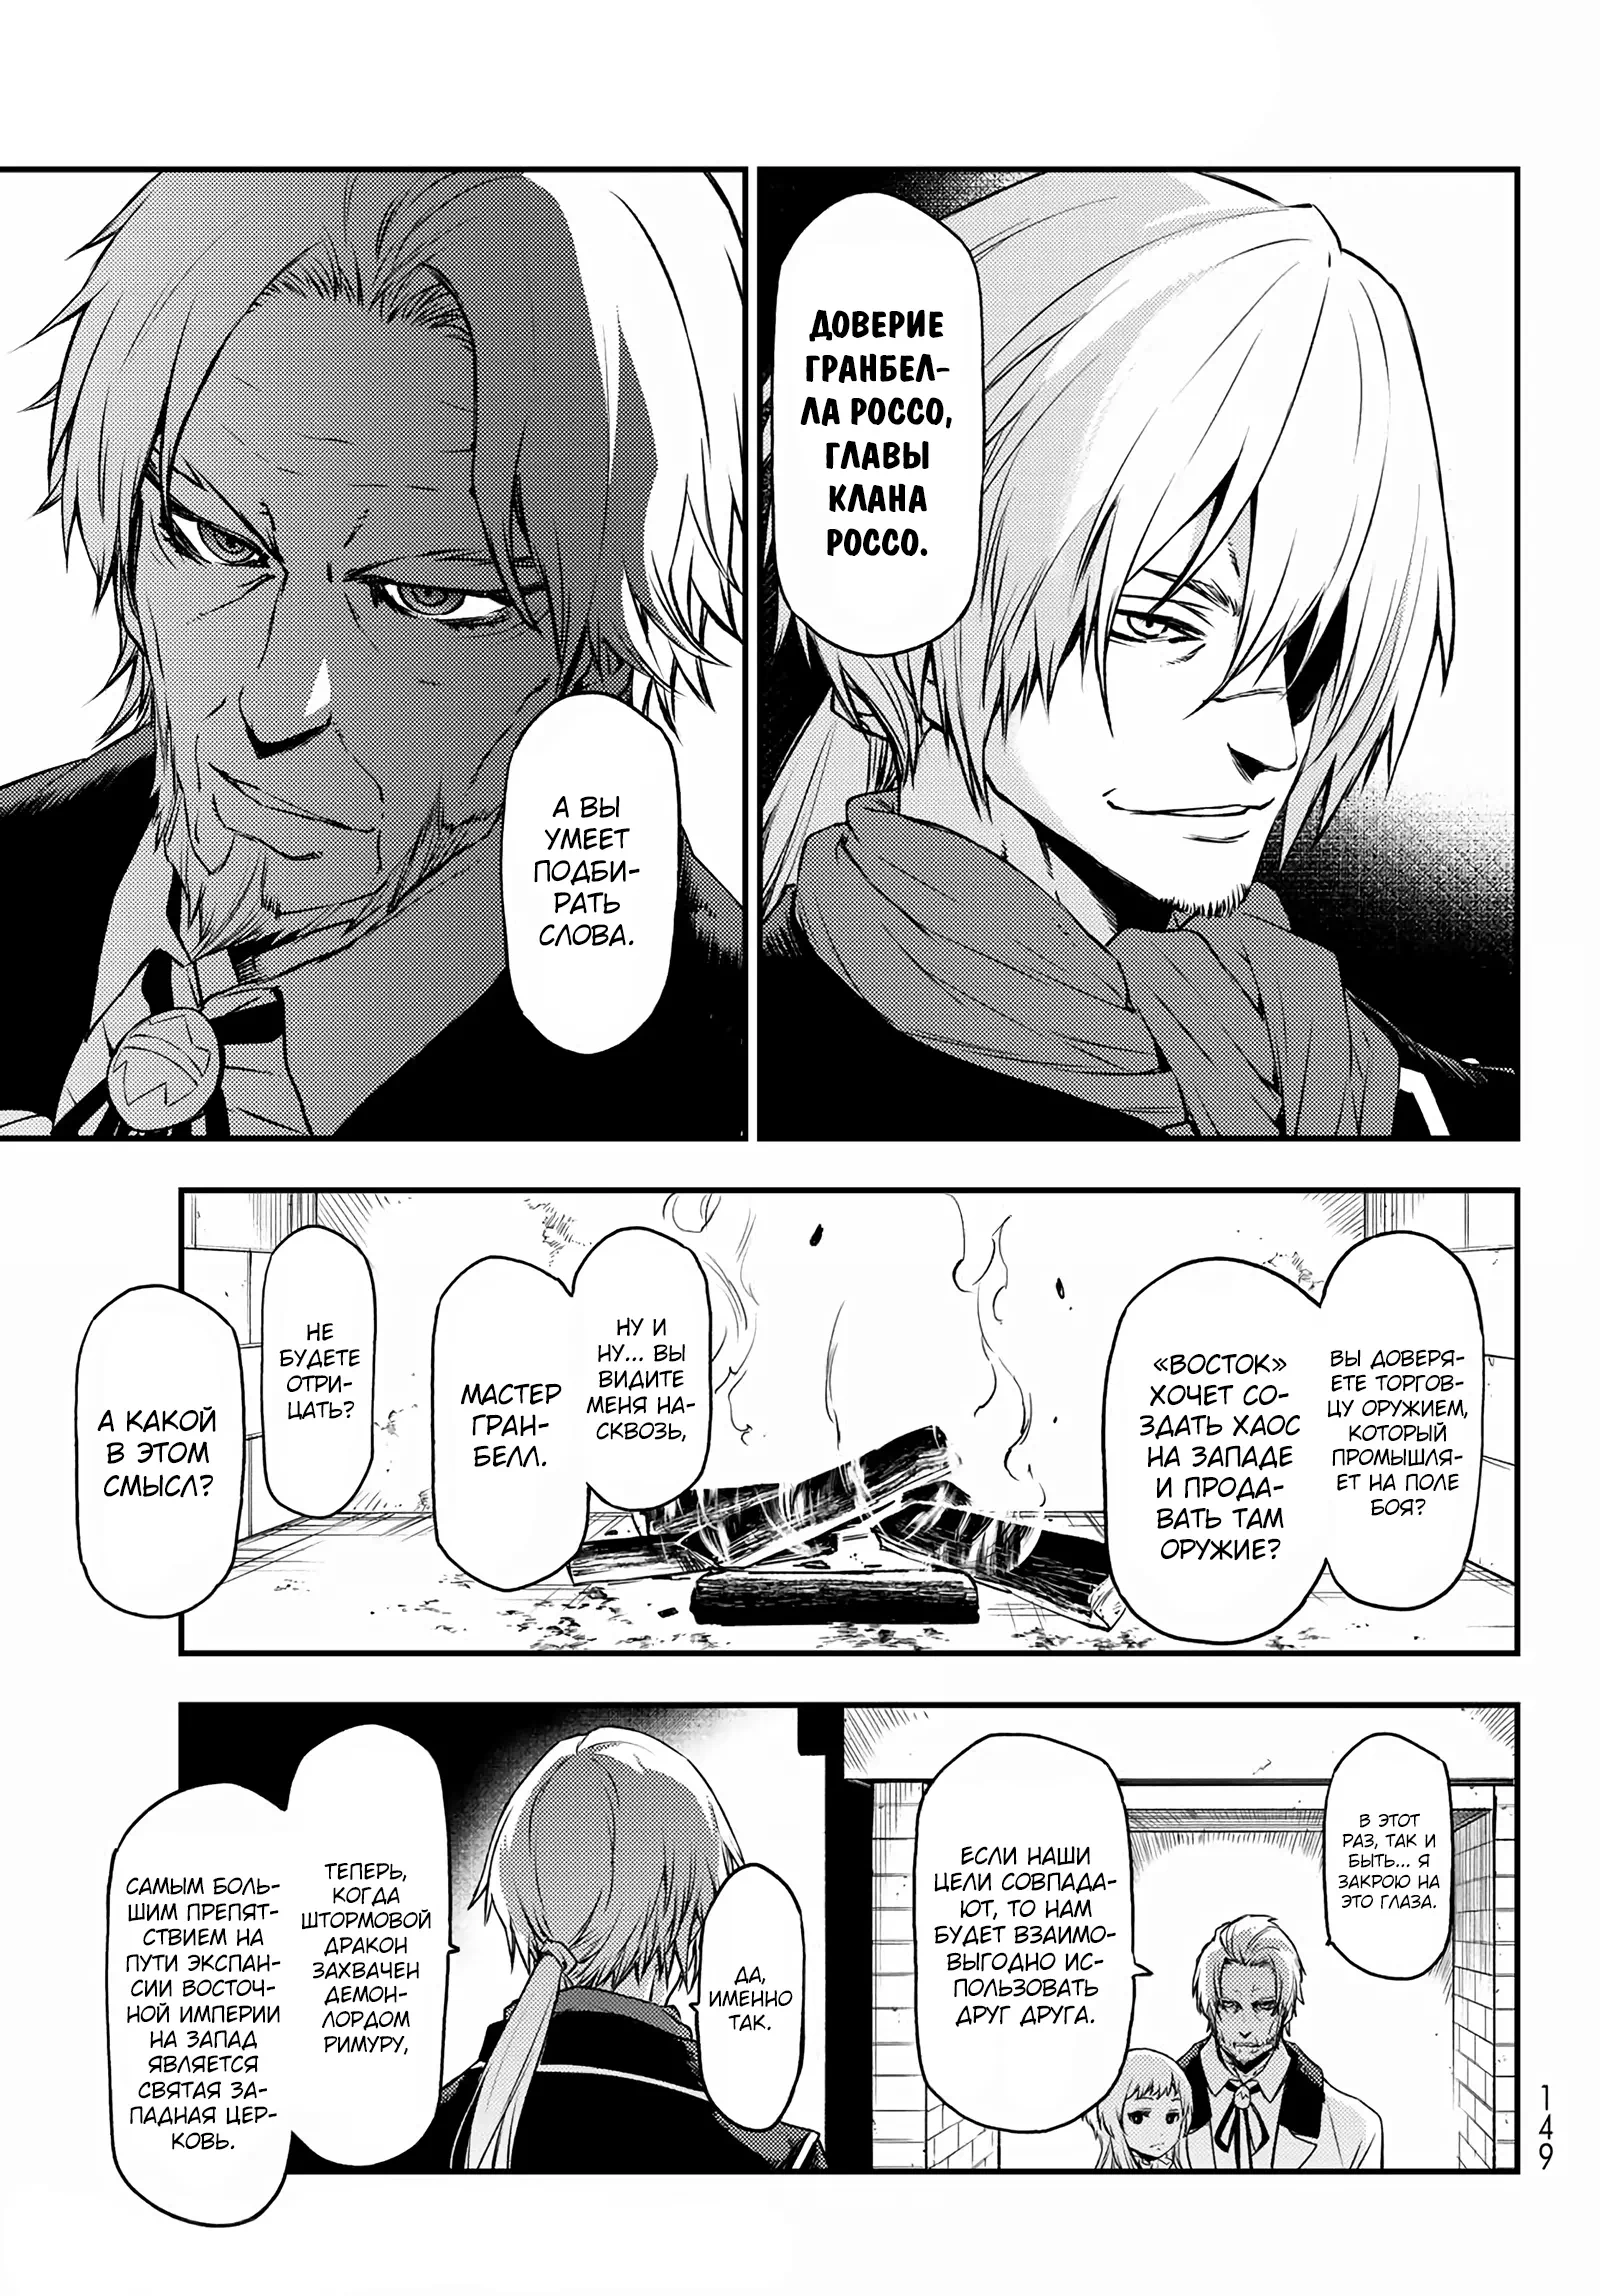 ДОВЕРИЕ
ГРАНБЕЛ-
ЛА РОССО,
ГЛАВЫ
КЛАНА
РОССО.
А ВЫ
УМЕЕТ
ПОДБИ-
РАТЬ
СЛОВА.
ВЫ ДОВЕРЯ-
ЕТЕ ТОРГОВ-
ЦУ ОРУЖИЕМ,
КОТОРЫЙ
ПРОМЫШЛЯ-
ЕТ НА ПОЛЕ
БОЯ?
«ВОСТОК»
ХОЧЕТ СО-
ЗДАТЬ ХАОС
НА ЗАПАДЕ
И ПРОДА-
ВАТЬ ТАМ
ОРУЖИЕ?
НУ И
НУ... ВЫ
ВИДИТЕ
МЕНЯ НА-
СКВОЗЬ,
МАСТЕР
ГРАН-
БЕЛЛ.
НЕ
БУДЕТЕ
ОТРИ-
ЦАТЬ?
А КАКОЙ
В ЭТОМ
СМЫСЛ?
В ЭТОТ
РАЗ, ТАК И
БЫТЬ... Я
ЗАКРОЮ НА
ЭТО ГЛАЗА.
ЕСЛИ НАШИ
ЦЕЛИ СОВПАДА-
ЮТ, ТО НАМ
БУДЕТ ВЗАИМО-
ВЫГОДНО ИС-
ПОЛЬЗОВАТЬ
ДРУГ ДРУГА.
ДА,
ИМЕННО
ТАК.
ТЕПЕРЬ,
КОГДА
ШТОРМОВОЙ
ДРАКОН
ЗАХВАЧЕН
ДЕМОН-
ЛОРДОМ
РИМУРУ,
САМЫМ БОЛЬ-
ШИМ ПРЕПЯТ-
СТВИЕМ НА
ПУТИ ЭКСПАН-
СИИ ВОСТОЧ-
НОЙ ИМПЕРИИ
НА ЗАПАД
ЯВЛЯЕТСЯ
СВЯТАЯ ЗА-
ПАДНАЯ ЦЕР-
КОВЬ.
149